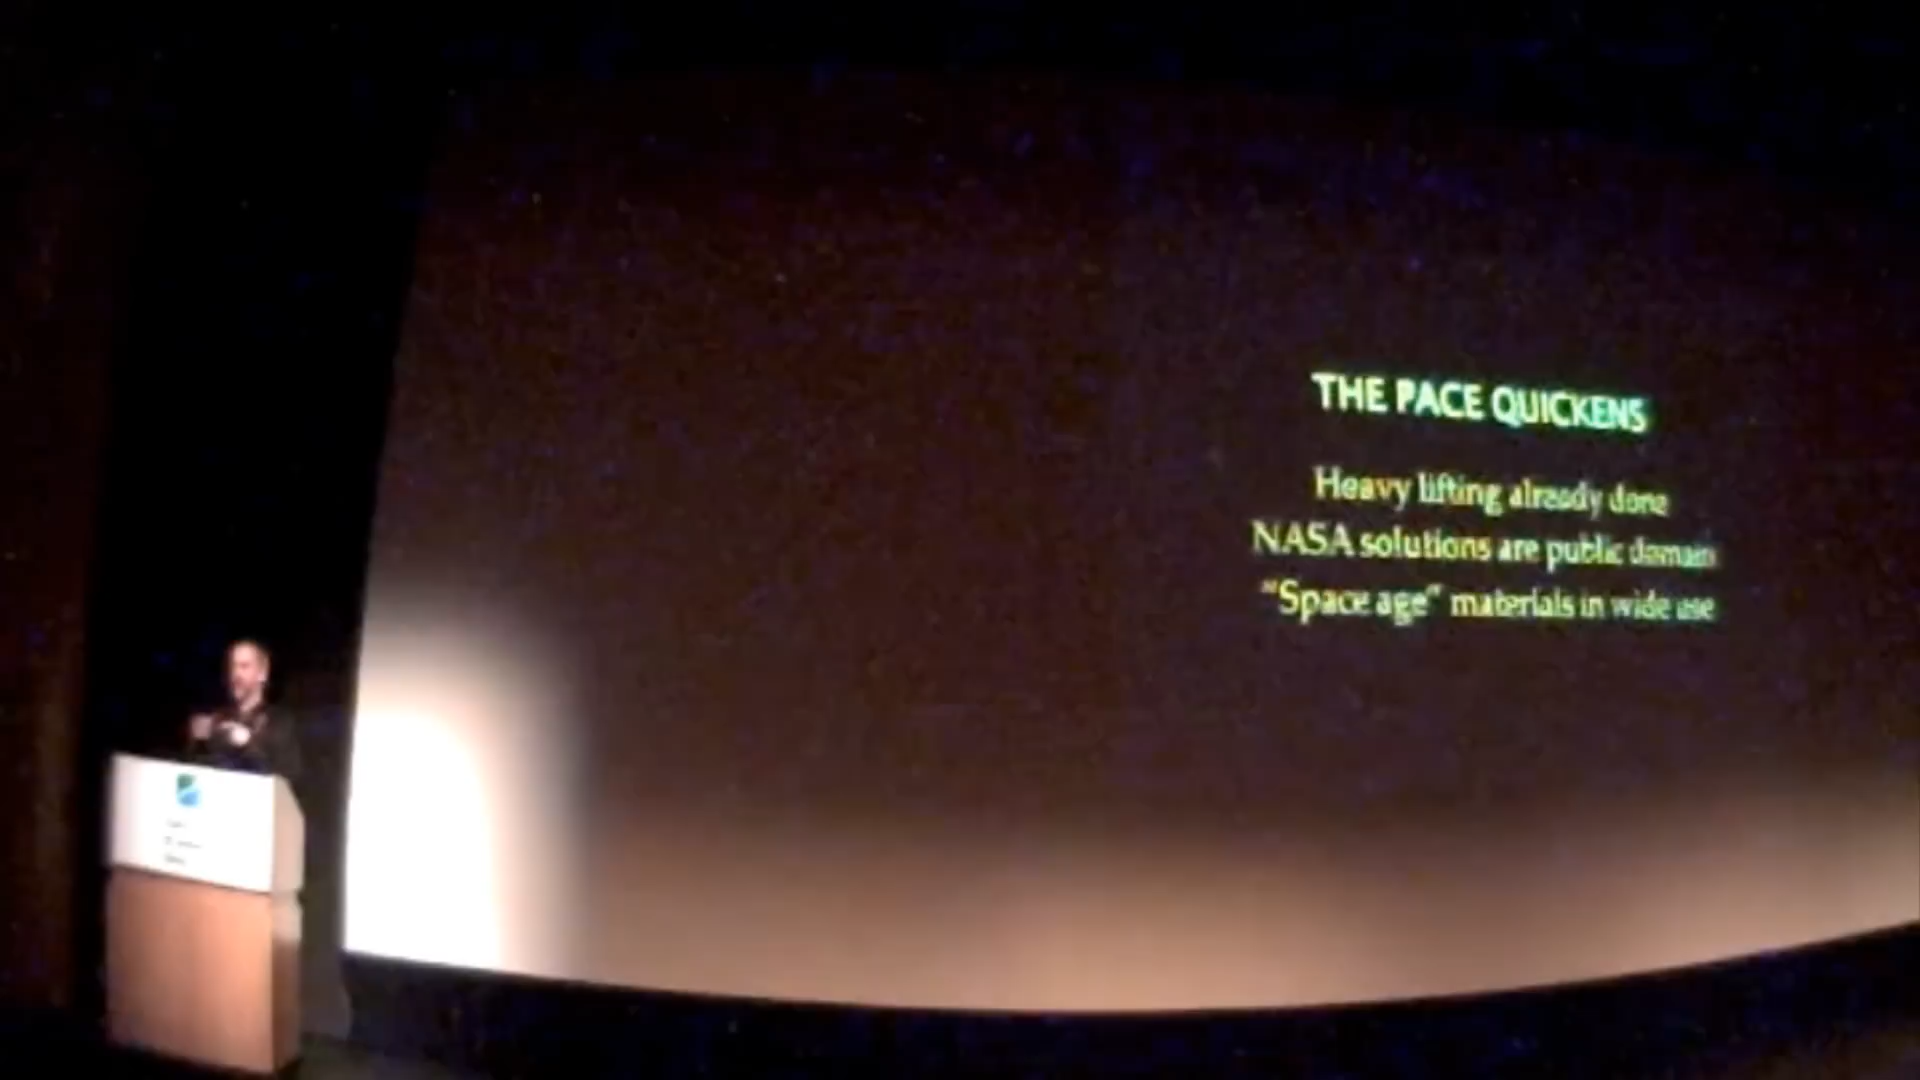 THE PACE QUICKENS
Heavy lifting already done
NASA solutions are public domain
"Space age" materials in wide use